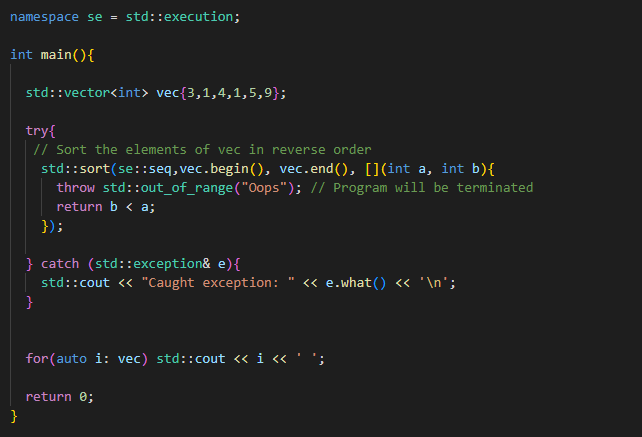 namespace se = std::execution;
int main(){
std::vector<int> vec{3,1,4,1,5,9};
try{
// Sort the elements of vec in reverse order
std::sort(se::seq,vec.begin(), vec.end(), [](int a, int b){
throw std::out_of_range("Oops"); // Program will be terminated
return b < a;
});
} catch (std::exception& e){
std::cout << "Caught exception: " << e.what() << '\n';
}
for(auto i: vec) std::cout << i << ' ';
return 0;
}